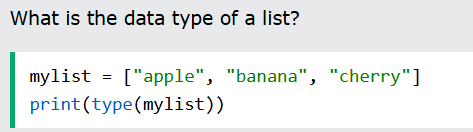 What is the data type of a list?
mylist = ["apple", "banana", "cherry"]
print(type(mylist))